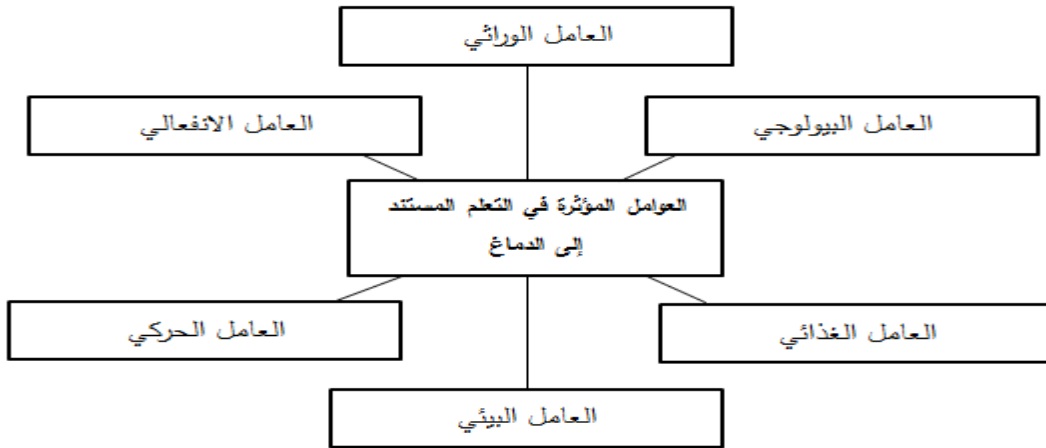 العامل الوراثي
العامل البيولوجي
العامل الانفعالي
العوامل المؤثرة في التعلم المستند
إلى الدماغ
العامل الغذائي
العامل الحركي
العامل البيئي